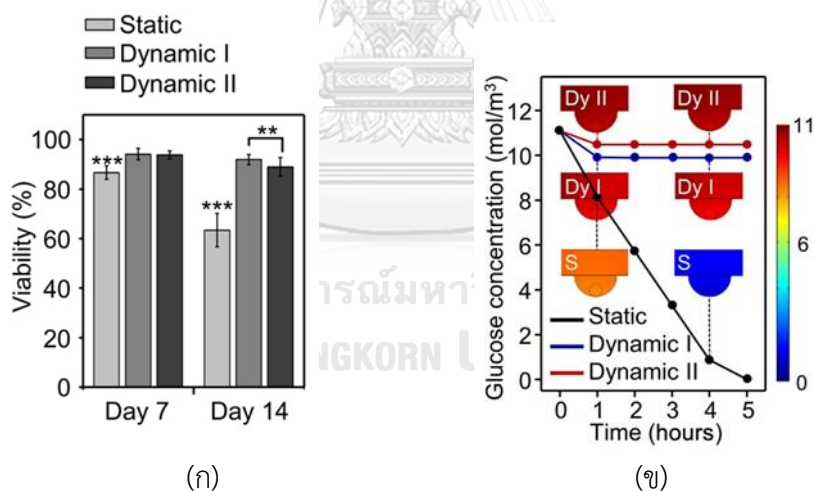 Static
Dynamic I
Dynamic II
Viability (%)
100
80
60
40
20
0
***
***
**
Day 7
Day 14
(ก)
Glucose concentration (mol/m³)
12
10
8
6
4
2
0
Dy II
Dy II
Dy I
Dy I
S
S
Static
Dynamic I
Dynamic II
0 1 2 3 4 5
Time (hours)
11
6
0
(ข)